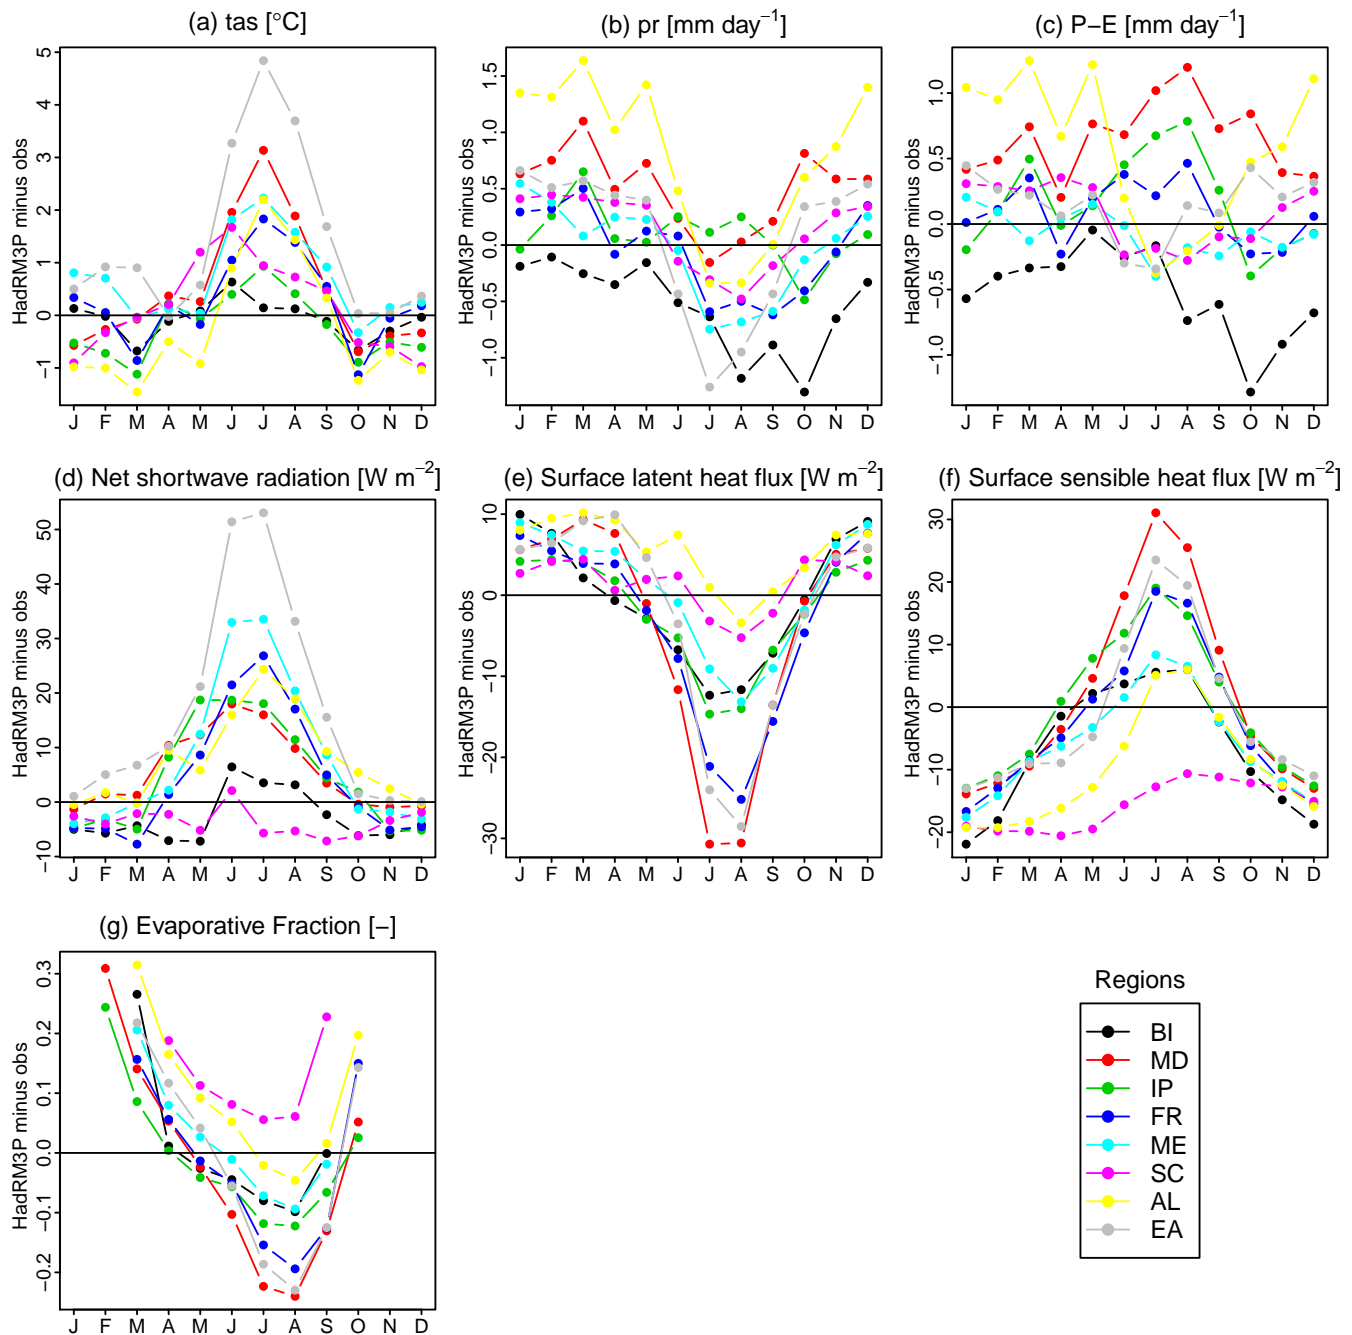 (a) tas [°C]
HadRM3P minus obs
5
4
3
2
1
0
−1
J F M A M J J A S O N D
(b) pr [mm day−1]
HadRM3P minus obs
1.5
1.0
0.5
0.0
−0.5
−1.0
J F M A M J J A S O N D
(c) P−E [mm day−1]
HadRM3P minus obs
1.0
0.5
0.0
−0.5
−1.0
J F M A M J J A S O N D
(d) Net shortwave radiation [W m−2]
HadRM3P minus obs
50
40
30
20
10
0
−10
J F M A M J J A S O N D
(e) Surface latent heat flux [W m−2]
HadRM3P minus obs
10
0
−10
−20
−30
J F M A M J J A S O N D
(f) Surface sensible heat flux [W m−2]
HadRM3P minus obs
30
20
10
0
−10
−20
J F M A M J J A S O N D
(g) Evaporative Fraction [−]
HadRM3P minus obs
0.3
0.2
0.1
0.0
−0.1
−0.2
J F M A M J J A S O N D
Regions
BI
MD
IP
FR
ME
SC
AL
EA